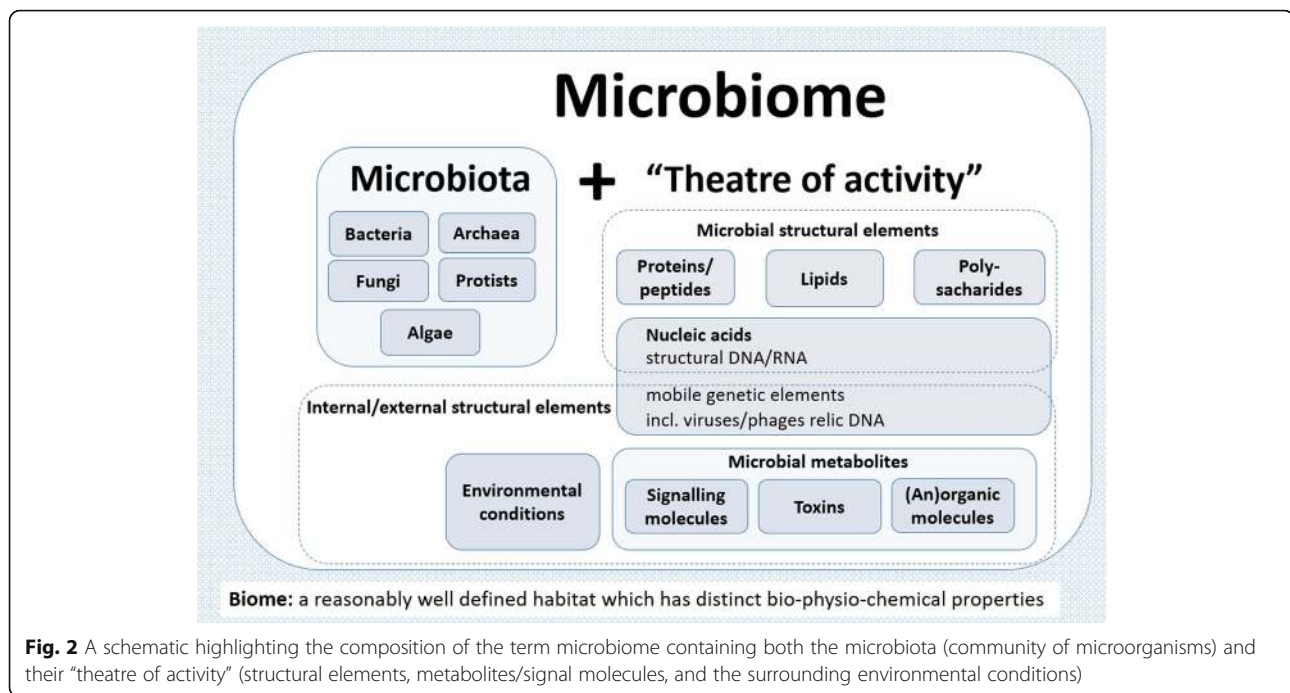 Microbiome
Microbiota
+
“Theatre of activity”
Bacteria
Archaea
Fungi
Protists
Algae
Microbial structural elements
Proteins/
peptides
Lipids
Poly-
sacharides
Nucleic acids
structural DNA/RNA
mobile genetic elements
incl. viruses/phages relic DNA
Internal/external structural elements
Environmental
conditions
Microbial metabolites
Signalling
molecules
Toxins
(An)organic
molecules
Biome: a reasonably well defined habitat which has distinct bio-physio-chemical properties
Fig. 2 A schematic highlighting the composition of the term microbiome containing both the microbiota (community of microorganisms) and
their “theatre of activity” (structural elements, metabolites/signal molecules, and the surrounding environmental conditions)